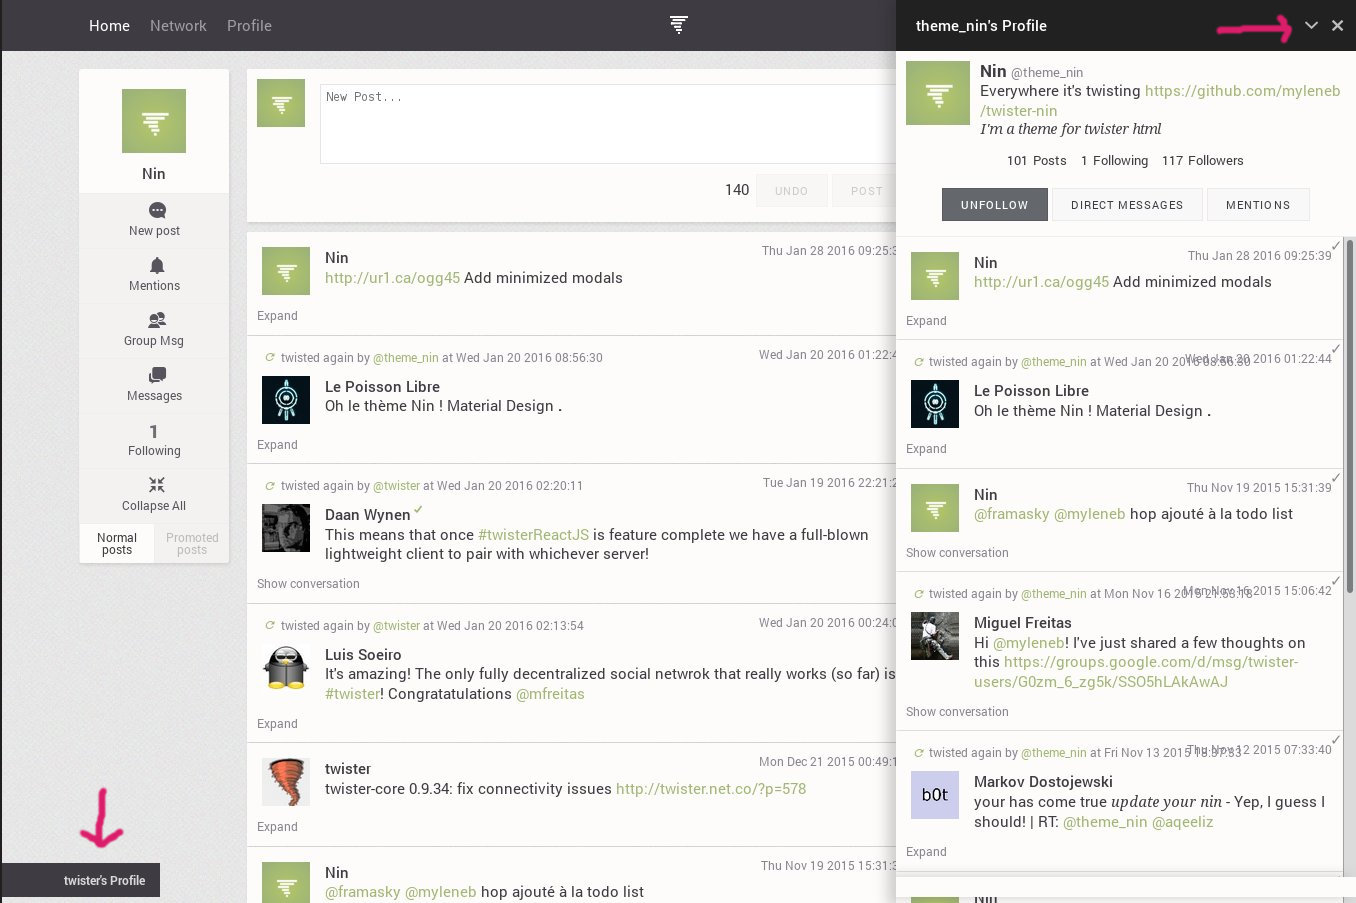 Home Network Profile
Nin
New post
Mentions
Group Msg
Messages
1
Following
Collapse All
Normal posts
Promoted posts
twister's Profile
New Post...
140 UNDO POST
Nin
Thu Jan 28 2016 09:25:3
http://ur1.ca/ogg45 Add minimized modals
Expand
twisted again by @theme_nin at Wed Jan 20 2016 08:56:30
Wed Jan 20 2016 01:22:4
Le Poisson Libre
Oh le thème Nin ! Material Design .
Expand
twisted again by @twister at Wed Jan 20 2016 02:20:11
Tue Jan 19 2016 22:21:2
Daan Wynen
This means that once #twisterReactJS is feature complete we have a full-blown
lightweight client to pair with whichever server!
Show conversation
twisted again by @twister at Wed Jan 20 2016 02:13:54
Wed Jan 20 2016 00:24:0
Luis Soeiro
It's amazing! The only fully decentralized social netwrok that really works (so far) is
#twister! Congratatulations @mfreitas
Expand
twister
Mon Dec 21 2015 00:49:1
twister-core 0.9.34: fix connectivity issues http://twister.net.co/?p=578
Expand
Nin
Thu Nov 19 2015 15:31:3
@framasky @myleneb hop ajouté à la todo list
theme_nin's Profile
Nin @theme_nin
Everywhere it's twisting https://github.com/myleneb
/twister-nin
I'm a theme for twister html
101 Posts 1 Following 117 Followers
UNFOLLOW DIRECT MESSAGES MENTIONS
Nin
Thu Jan 28 2016 09:25:39
http://ur1.ca/ogg45 Add minimized modals
Expand
twisted again by @theme_nin at Wed Jan 20 2016 08:56:30
Wed Jan 20 2016 01:22:44
Le Poisson Libre
Oh le thème Nin ! Material Design .
Expand
Nin
Thu Nov 19 2015 15:31:39
@framasky @myleneb hop ajouté à la todo list
Show conversation
twisted again by @theme_nin at Mon Nov 16 2015
Mon Nov 16 2015 15:06:42
Miguel Freitas
Hi @myleneb! I've just shared a few thoughts on
this https://groups.google.com/d/msg/twister-
users/G0zm_6_zg5k/SSO5hLAkAwAJ
Show conversation
twisted again by @theme_nin at Fri Nov 13 2015
Thu Nov 12 2015 07:33:40
b0t
Markov Dostojewski
your has come true update your nin - Yep, I guess I
should! | RT: @theme_nin @aqeeliz
Expand
Nin